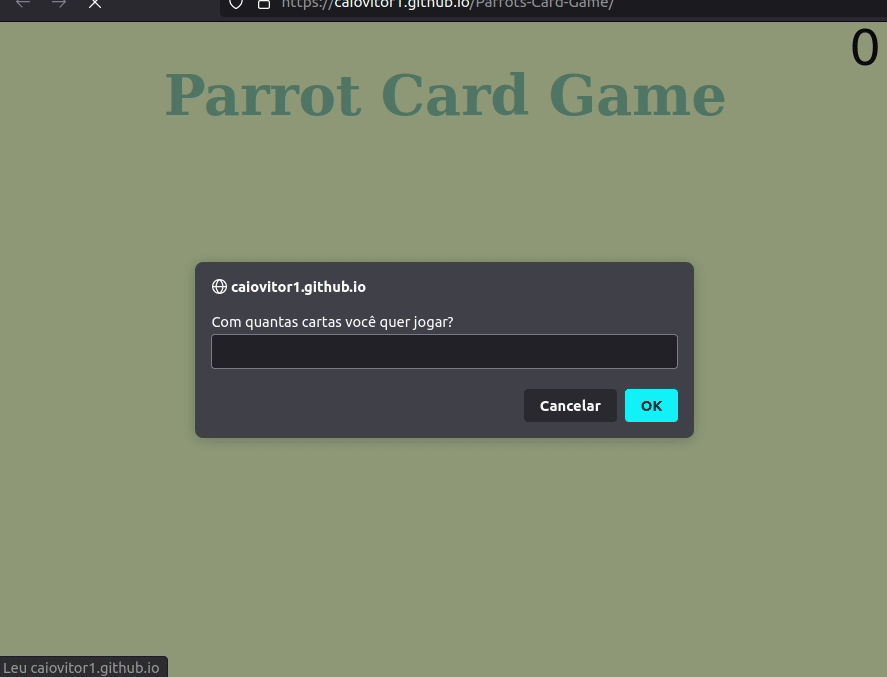 https://caiovitor1.github.io/Parrots-Card-Game/
0
Parrot Card Game
caiovitor1.github.io
Com quantas cartas você quer jogar?
Cancelar OK
Leu caiovitor1.github.io